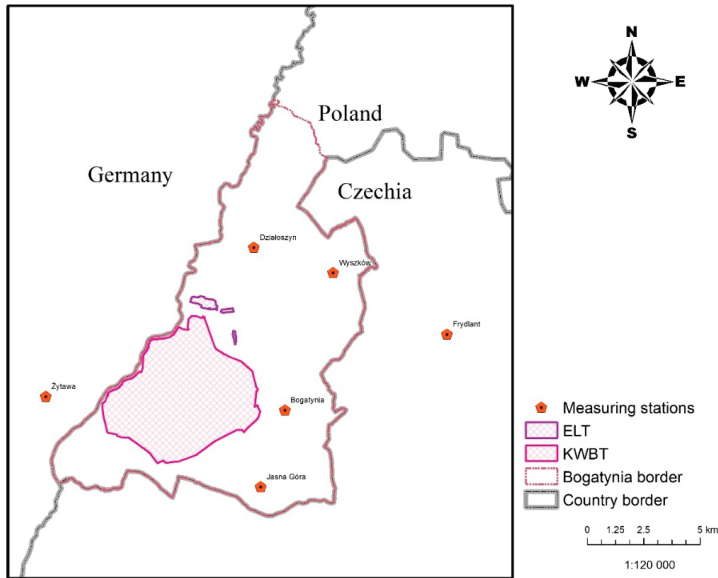 N
W E
S
Poland
Germany
Czechia
Działoszyn
Wyszków
Frydlant
Żytawa
Bogatynia
Jasna Góra
Measuring stations
ELT
KWBT
Bogatynia border
Country border
0 1.25 2.5 5 km
1:120 000